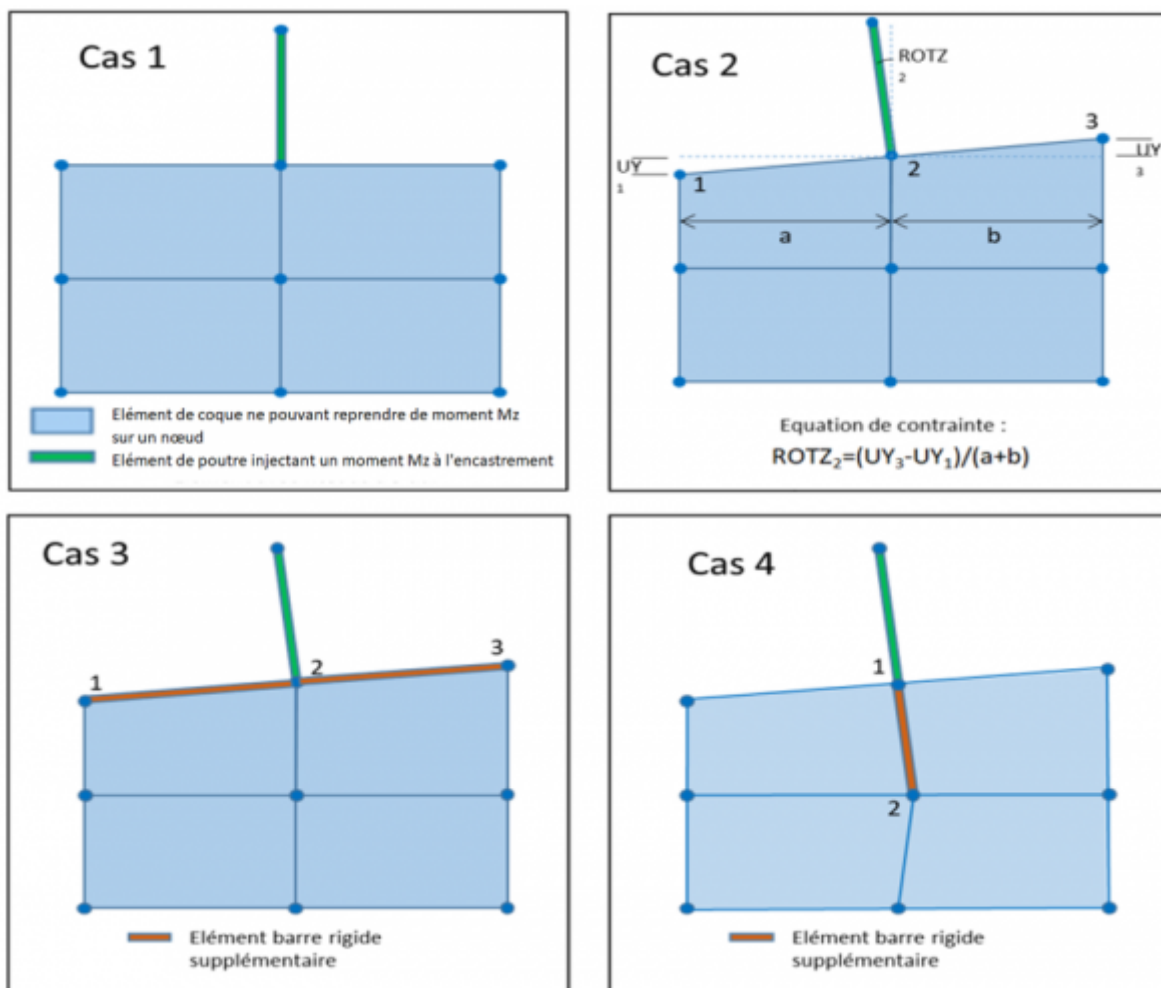 Cas 1
Elément de coque ne pouvant reprendre de moment Mz
sur un nœud
Elément de poutre injectant un moment Mz à l'encastrement
Cas 2
ROTZ
2
3
UY
1
UY
3
1
2
a
b
Equation de contrainte :
ROTZ₂=(UY₃-UY₁)/(a+b)
Cas 3
3
2
1
Elément barre rigide
supplémentaire
Cas 4
1
2
Elément barre rigide
supplémentaire